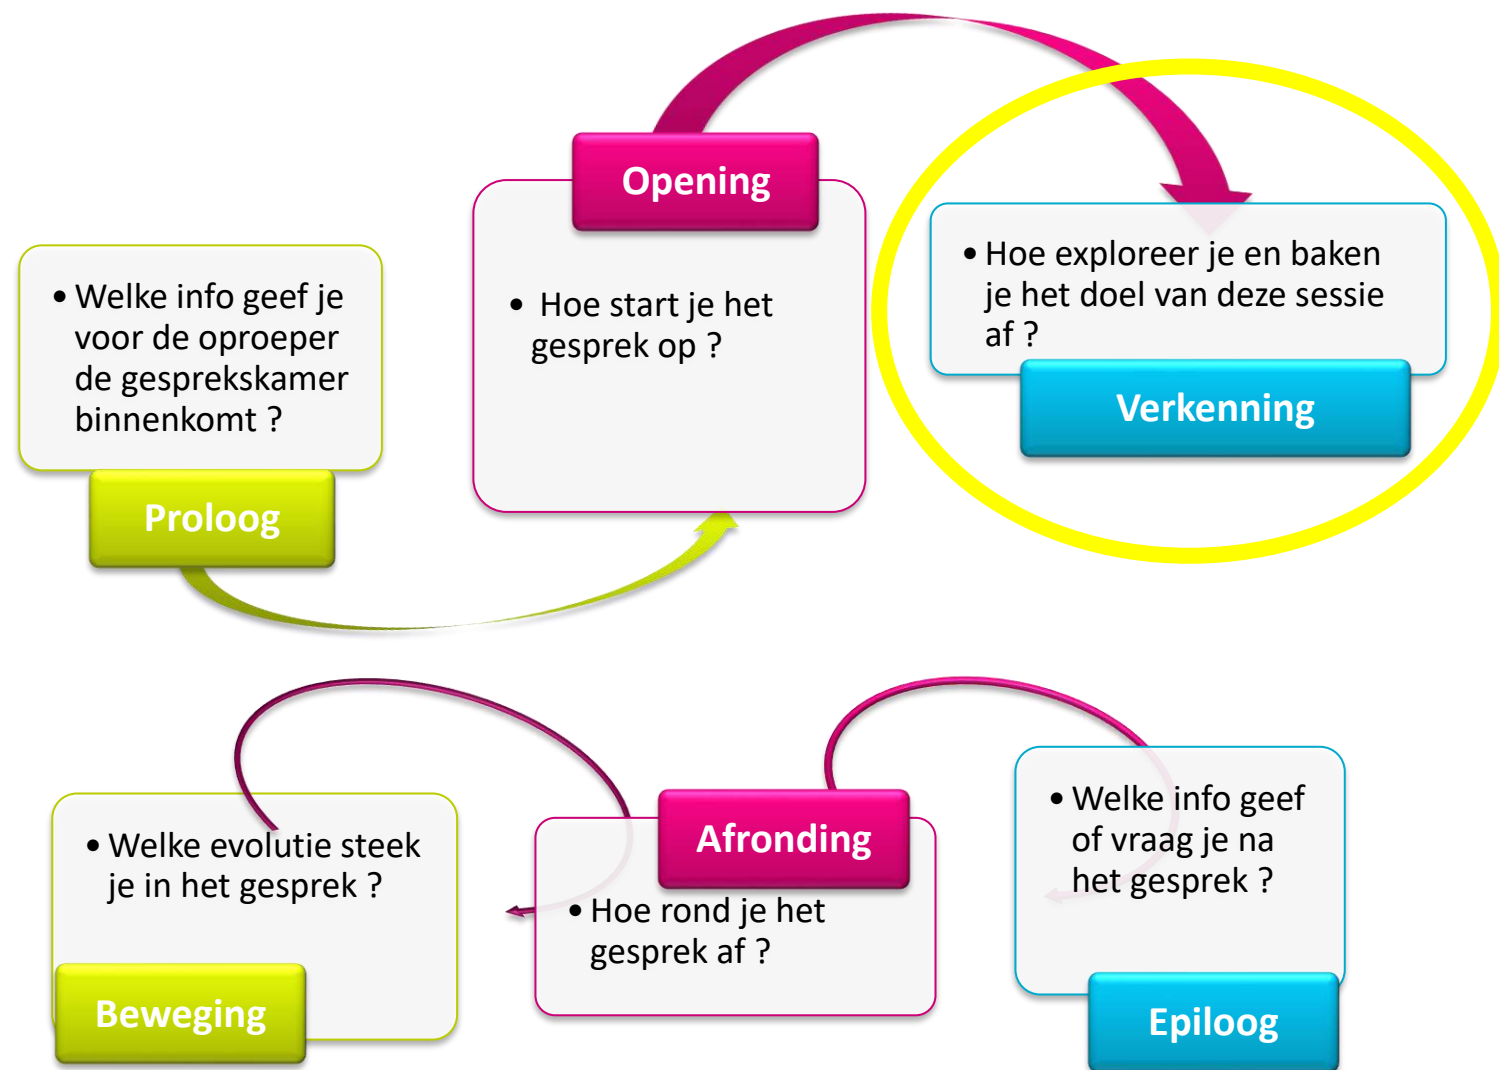 • Welke info geef je
voor de oproeper
de gesprekskamer
binnenkomt ?
Proloog
Opening
• Hoe start je het
gesprek op ?
• Hoe exploreer je en baken
je het doel van deze sessie
af ?
Verkenning
• Welke evolutie steek
je in het gesprek ?
Beweging
Afronding
• Hoe rond je het
gesprek af ?
• Welke info geef
of vraag je na
het gesprek ?
Epiloog